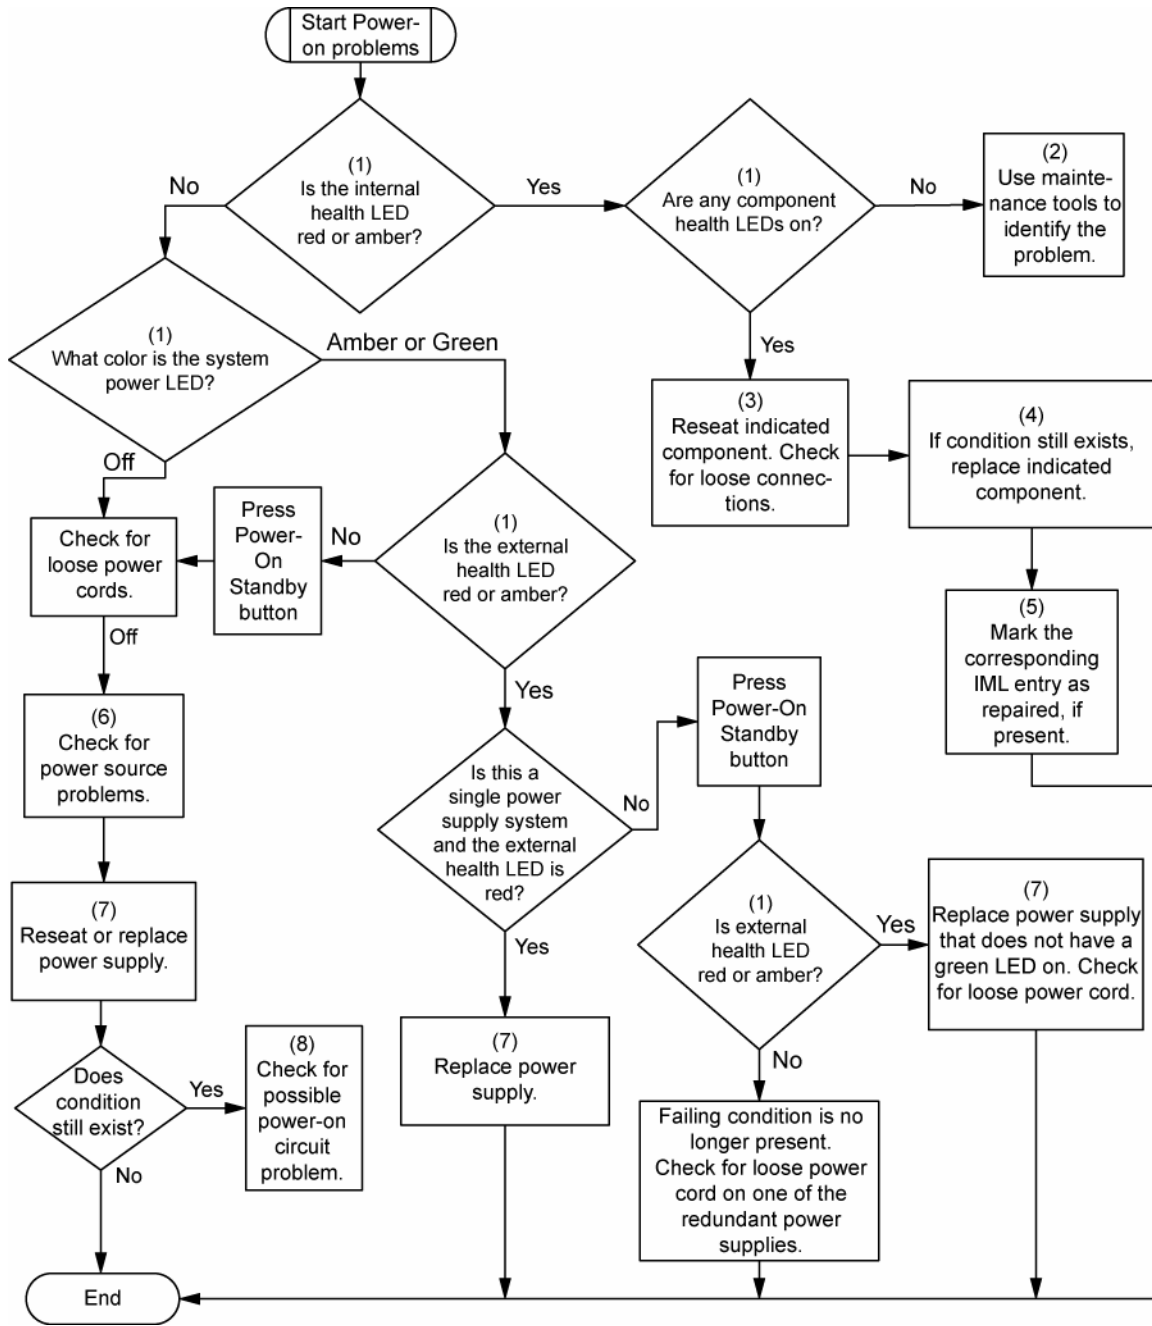 Start Power-
on problems
(1)
Is the internal
health LED
red or amber?
No
Yes
(1)
Are any component
health LEDs on?
No
(2)
Use mainte-
nance tools to
identify the
problem.
(1)
What color is the system
power LED?
Amber or Green
Off
Yes
(3)
Reseat indicated
component. Check
for loose connec-
tions.
(4)
If condition still exists,
replace indicated
component.
Check for
loose power
cords.
Press
Power-
On
Standby
button
No
(1)
Is the external
health LED
red or amber?
(5)
Mark the
corresponding
IML entry as
repaired, if
present.
Off
Yes
(6)
Check for
power source
problems.
Is this a
single power
supply system
and the external
health LED is
red?
No
Press
Power-On
Standby
button
(7)
Reseat or replace
power supply.
Yes
(1)
Is external
health LED
red or amber?
Yes
(7)
Replace power supply
that does not have a
green LED on. Check
for loose power cord.
Does
condition
still exist?
Yes
(8)
Check for
possible
power-on
circuit
problem.
(7)
Replace power
supply.
No
Failing condition is no
longer present.
Check for loose power
cord on one of the
redundant power
supplies.
No
End